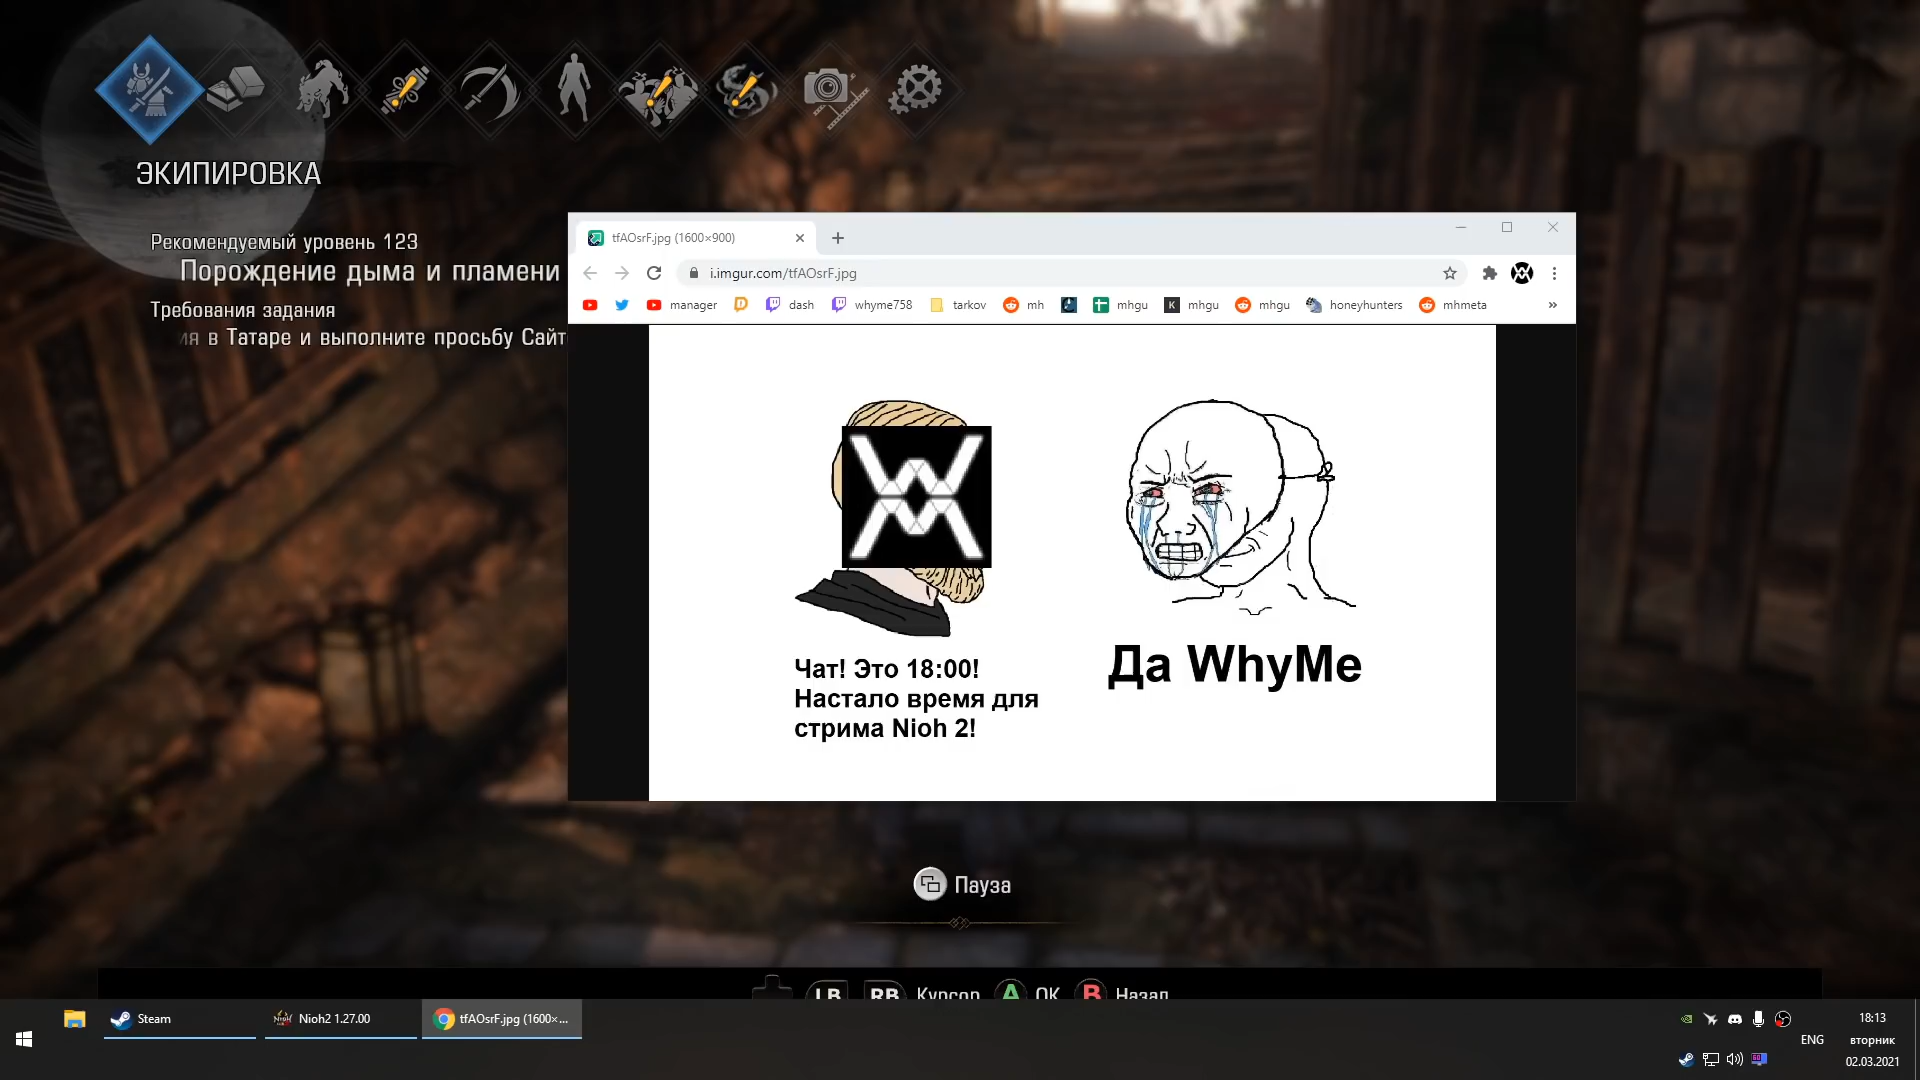 ЭКИПИРОВКА
Рекомендуемый уровень 123
Порождение дыма и пламени
Требования задания
ия в Татаре и выполните просьбу Сайт
tfAOsrF.jpg (1600×900)
i.imgur.com/tfAOsrF.jpg
manager
dash
whyme758
tarkov
mh
mhgu
mhgu
mhgu
honeyhunters
mhmeta
»
Чат! Это 18:00!
Настало время для
стрима Nioh 2!
Да WhyMe
Пауза
LB RB Курсор A OK B Назад
Steam
Nioh2 1.27.00
tfAOsrF.jpg (1600×...
ENG
18:13
вторник
02.03.2021